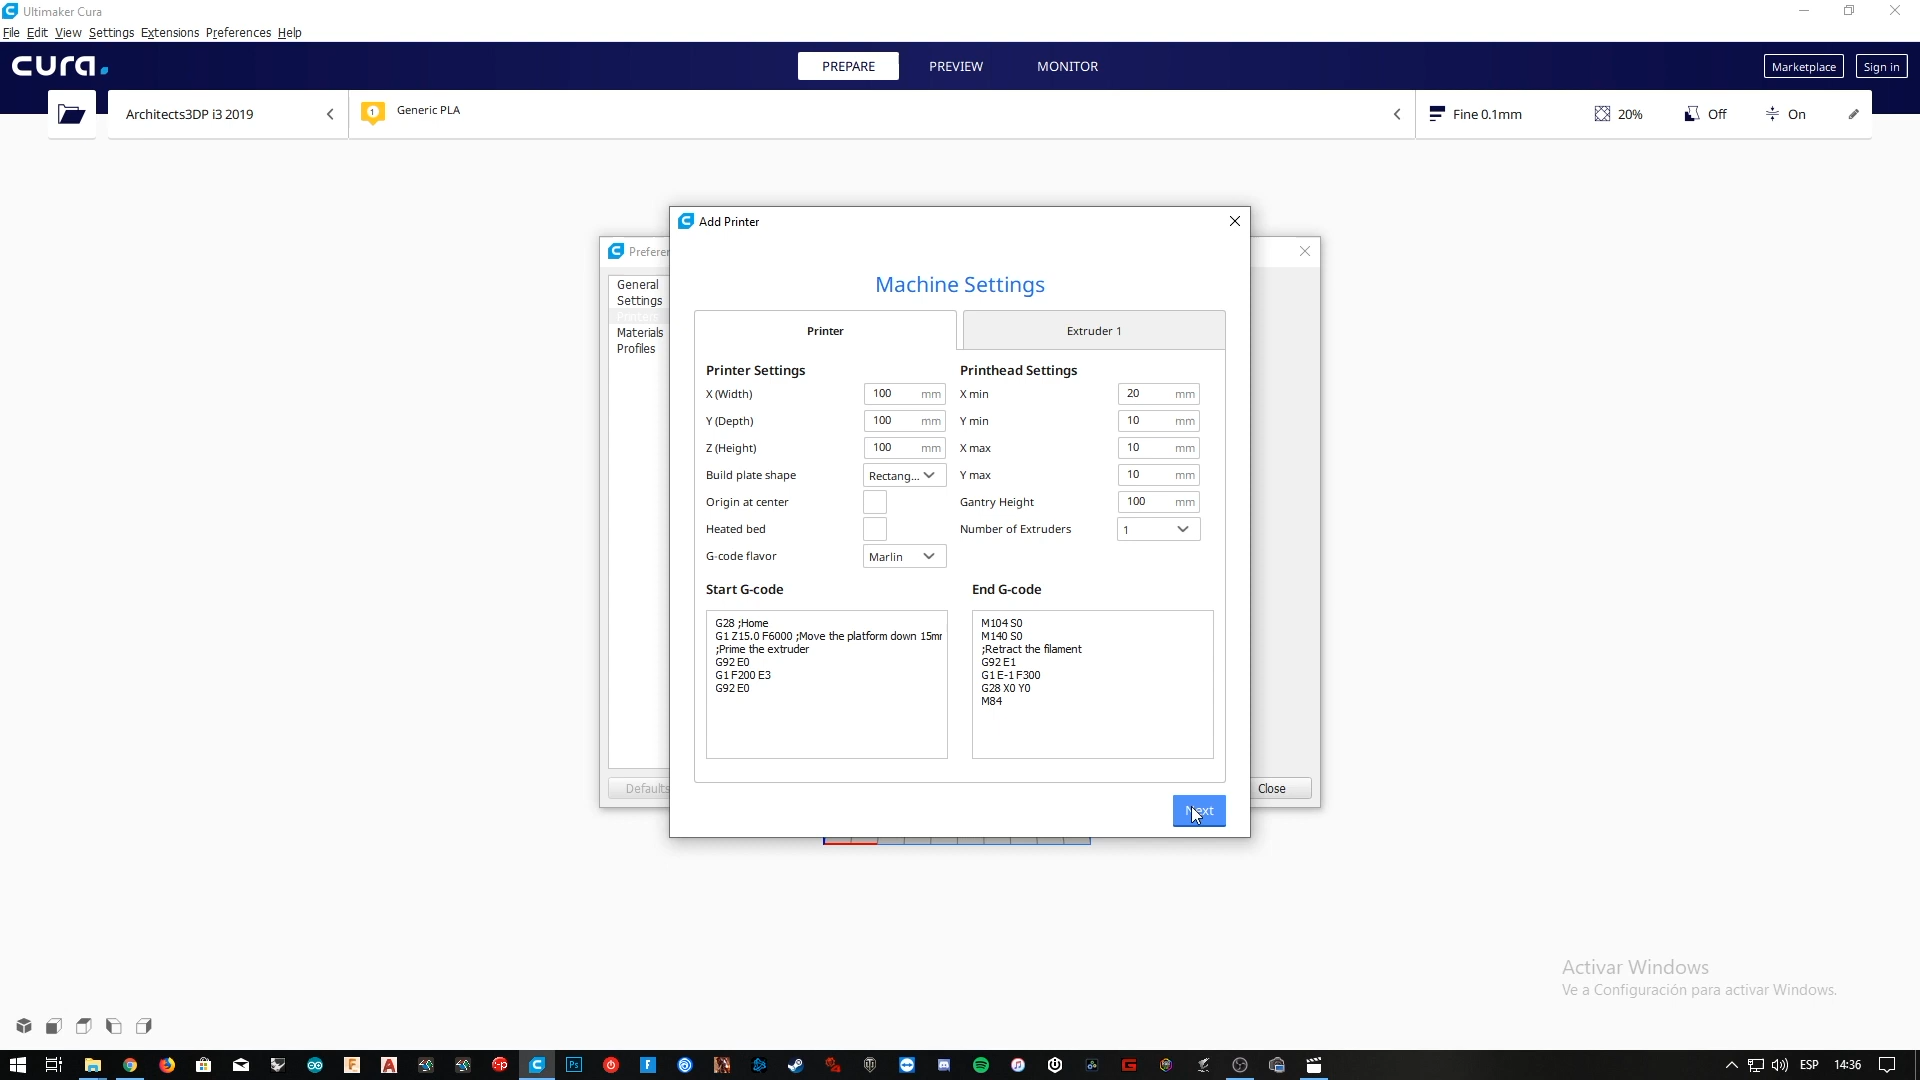 Ultimaker Cura
File Edit View Settings Extensions Preferences Help
cura.
PREPARE PREVIEW MONITOR
Marketplace Sign in
Architects3DP i3 2019
1 Generic PLA
Fine 0.1mm 20% Off On
Add Printer
Machine Settings
General
Settings
Printers
Materials
Profiles
Defaults
Close
Printer
Extruder 1
Printer Settings
X (Width) 100 mm
Y (Depth) 100 mm
Z (Height) 100 mm
Build plate shape Rectang...
Origin at center
Heated bed
G-code flavor Marlin
Printhead Settings
X min 20 mm
Y min 10 mm
X max 10 mm
Y max 10 mm
Gantry Height 100 mm
Number of Extruders 1
Start G-code
G28 ;Home
G1 Z15.0 F6000 ;Move the platform down
;Prime the extruder
G92 E0
G1 F200 E3
G92 E0
End G-code
M104 S0
M140 S0
;Retract the filament
G92 E1
G1 E-1 F300
G28 X0 Y0
M84
Next
Activar Windows
Ve a Configuración para activar Windows.
ESP 14:36